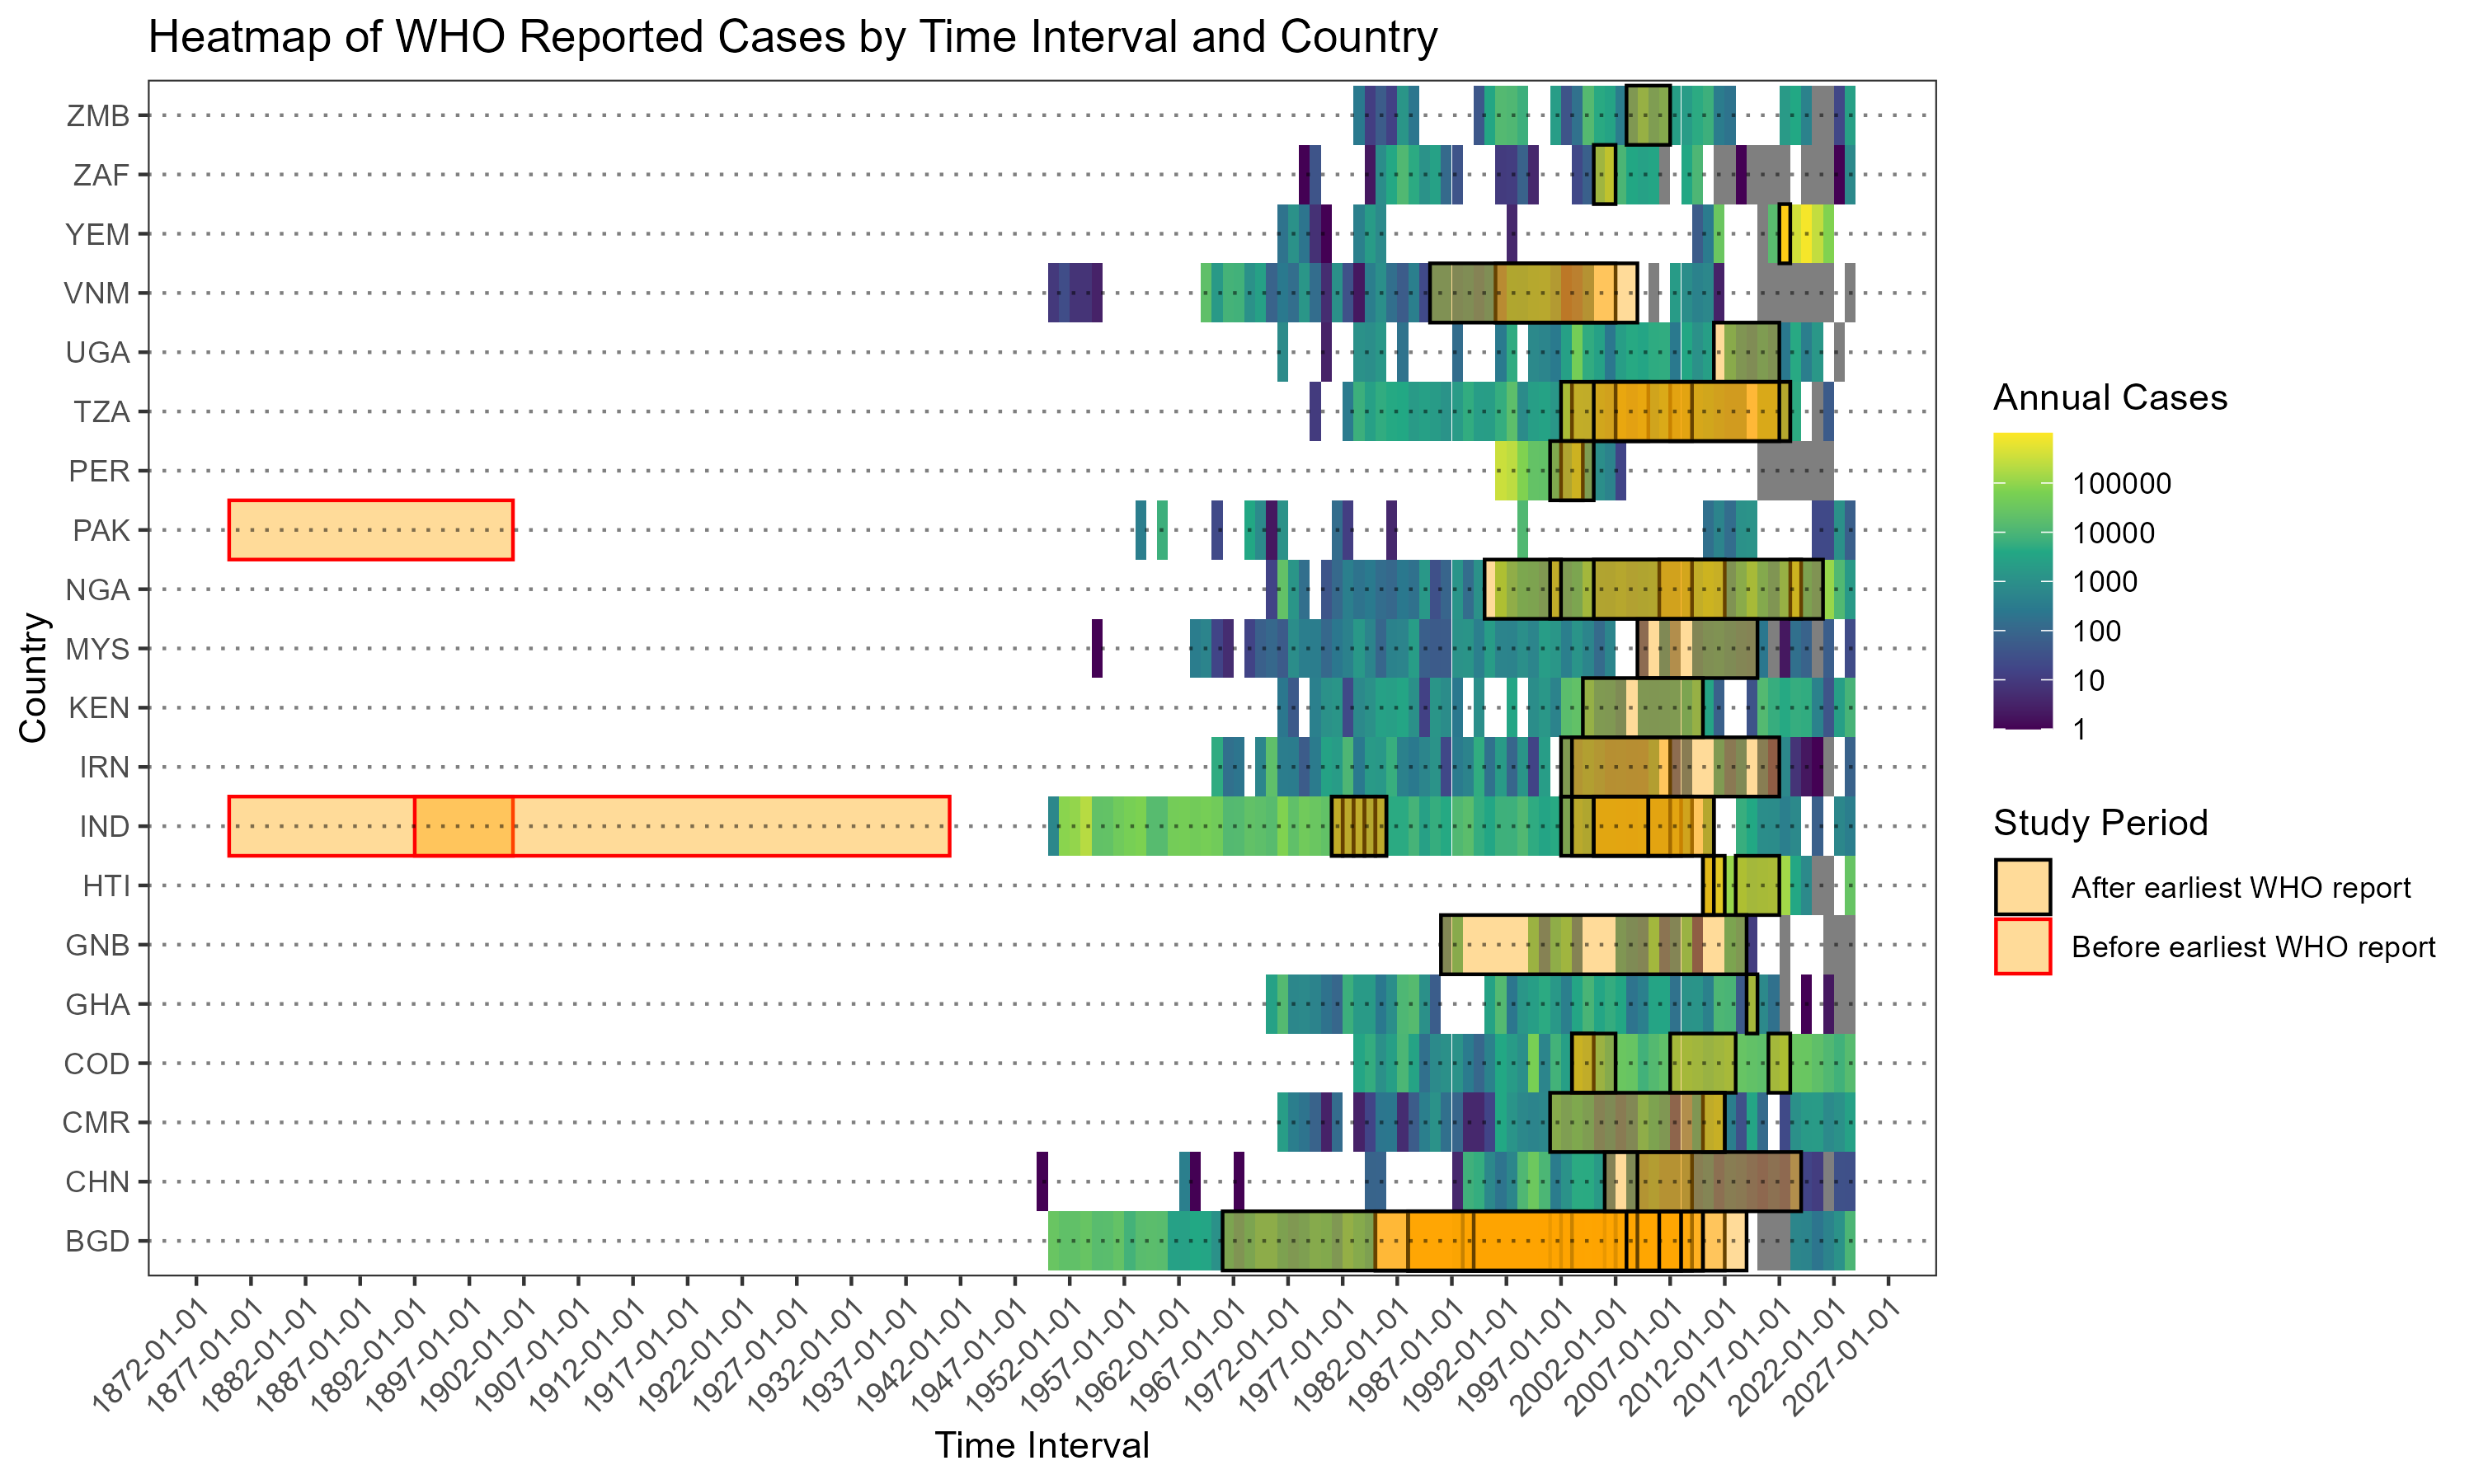 Heatmap of WHO Reported Cases by Time Interval and Country
Country
ZMB
ZAF
YEM
VNM
UGA
TZA
PER
PAK
NGA
MYS
KEN
IRN
IND
HTI
GNB
GHA
COD
CMR
CHN
BGD
1872-01-01
1877-01-01
1882-01-01
1887-01-01
1892-01-01
1897-01-01
1902-01-01
1907-01-01
1912-01-01
1917-01-01
1922-01-01
1927-01-01
1932-01-01
1937-01-01
1942-01-01
1947-01-01
1952-01-01
1957-01-01
1962-01-01
1967-01-01
1972-01-01
1977-01-01
1982-01-01
1987-01-01
1992-01-01
1997-01-01
2002-01-01
2007-01-01
2012-01-01
2017-01-01
2022-01-01
2027-01-01
Time Interval
Annual Cases
100000
10000
1000
100
10
1
Study Period
After earliest WHO report
Before earliest WHO report